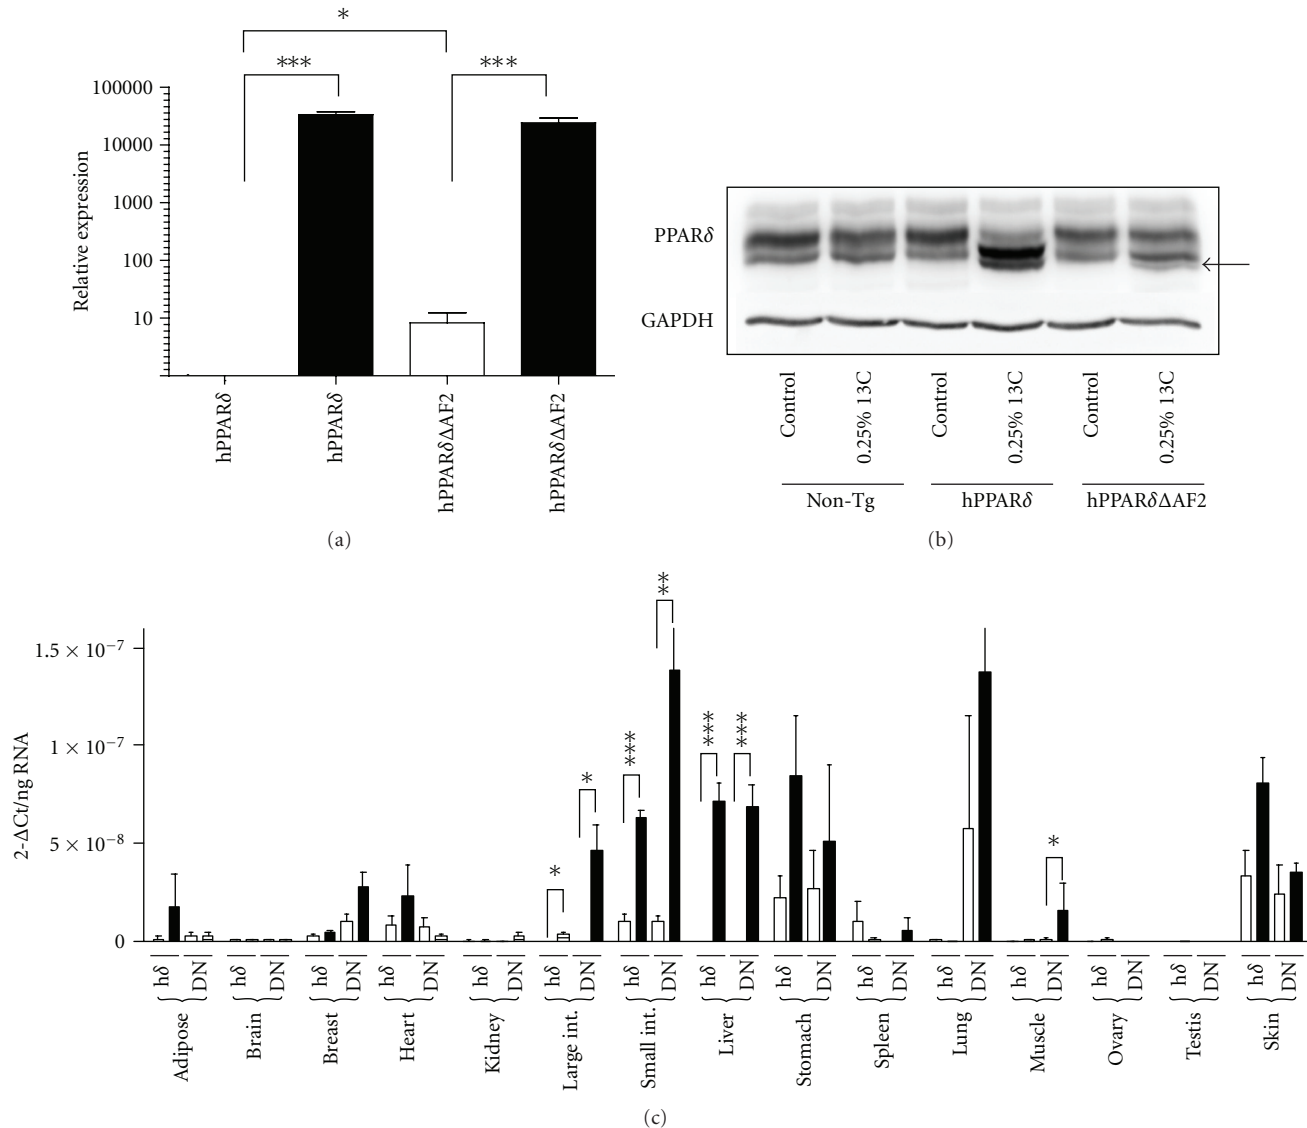 *
***
***
Relative expression
100000
10000
1000
100
10
hPPARδ
hPPARδ
hPPARδΔAF2
hPPARδΔAF2
(a)
PPARδ
GAPDH
Control
0.25% 13C
Control
0.25% 13C
Control
0.25% 13C
Non-Tg
hPPARδ
hPPARδΔAF2
(b)
2-ΔCt/ng RNA
1.5 × 10⁻⁷
1 × 10⁻⁷
5 × 10⁻⁸
0
*
*
***
**
***
***
*
hδ
DN
hδ
DN
hδ
DN
hδ
DN
hδ
DN
hδ
DN
hδ
DN
hδ
DN
hδ
DN
hδ
DN
hδ
DN
hδ
DN
hδ
DN
hδ
DN
hδ
DN
Adipose
Brain
Breast
Heart
Kidney
Large int.
Small int.
Liver
Stomach
Spleen
Lung
Muscle
Ovary
Testis
Skin
(c)